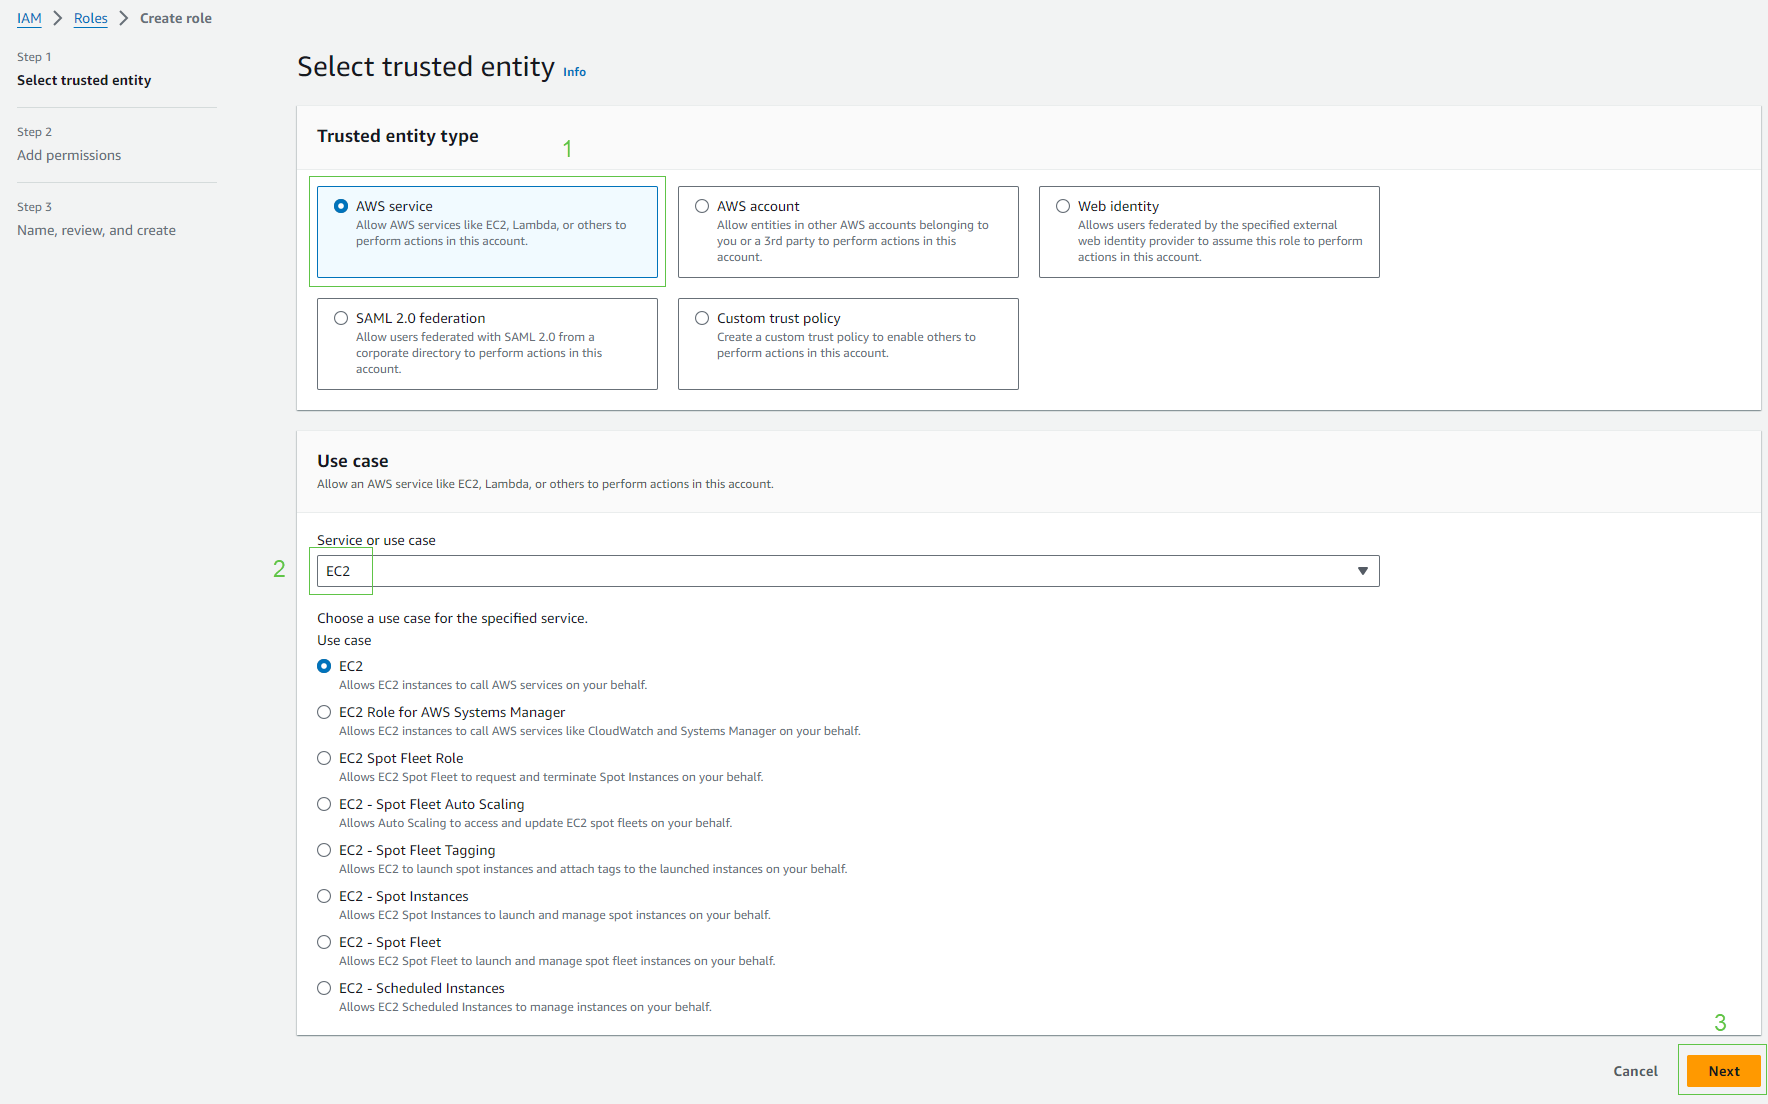 IAM > Roles > Create role
Step 1
Select trusted entity
Step 2
Add permissions
Step 3
Name, review, and create
Select trusted entity Info
Trusted entity type
1
AWS service
Allow AWS services like EC2, Lambda, or others to
perform actions in this account.
AWS account
Allow entities in other AWS accounts belonging to
you or a 3rd party to perform actions in this
account.
Web identity
Allows users federated by the specified external
web identity provider to assume this role to perform
actions in this account.
SAML 2.0 federation
Allow users federated with SAML 2.0 from a
corporate directory to perform actions in this
account.
Custom trust policy
Create a custom trust policy to enable others to
perform actions in this account.
Use case
Allow an AWS service like EC2, Lambda, or others to perform actions in this account.
Service or use case
2
EC2
Choose a use case for the specified service.
Use case
EC2
Allows EC2 instances to call AWS services on your behalf.
EC2 Role for AWS Systems Manager
Allows EC2 instances to call AWS services like CloudWatch and Systems Manager on your behalf.
EC2 Spot Fleet Role
Allows EC2 Spot Fleet to request and terminate Spot Instances on your behalf.
EC2 - Spot Fleet Auto Scaling
Allows Auto Scaling to access and update EC2 spot fleets on your behalf.
EC2 - Spot Fleet Tagging
Allows EC2 to launch spot instances and attach tags to the launched instances on your behalf.
EC2 - Spot Instances
Allows EC2 Spot Instances to launch and manage spot instances on your behalf.
EC2 - Spot Fleet
Allows EC2 Spot Fleet to launch and manage spot fleet instances on your behalf.
EC2 - Scheduled Instances
Allows EC2 Scheduled Instances to manage instances on your behalf.
3
Cancel
Next